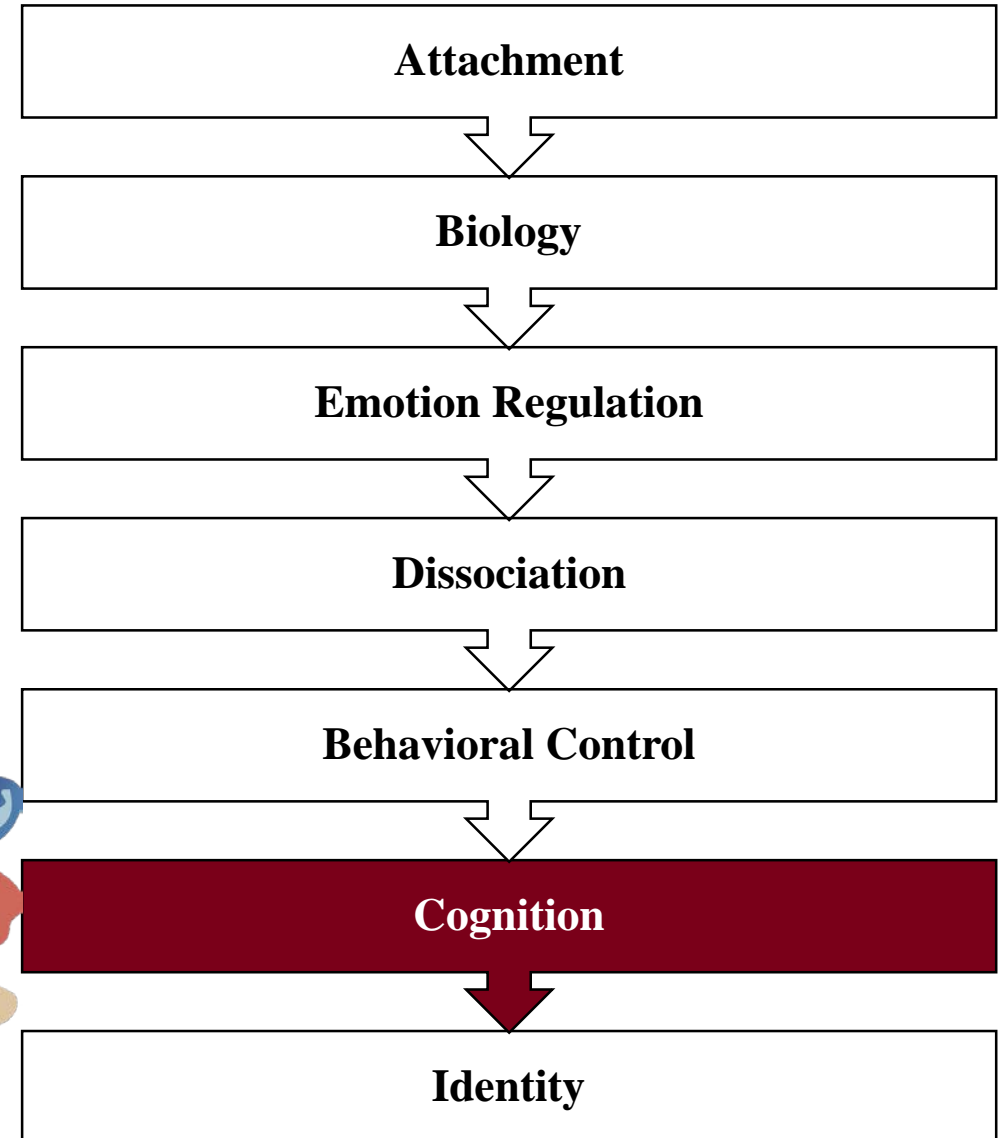 Attachment
Biology
Emotion Regulation
Dissociation
Behavioral Control
Cognition
Identity